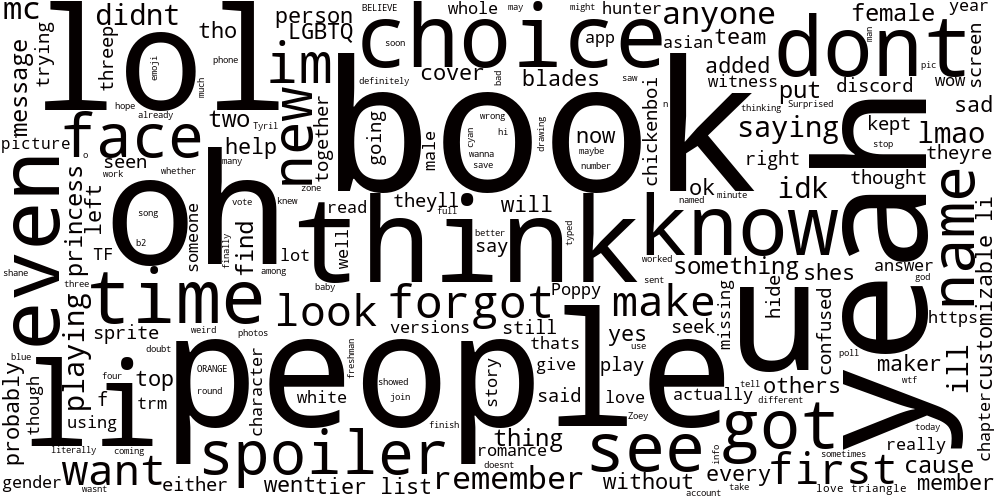 mc
message
trying
lol
didnt
threep
emoji
hope
already
tho
phone
much
two
Tyril
im
person
LGBTQ
BELIEVE
soon
choice
whole
may
might
hunter
app
asian
team
anyone
added
witness
dont
man
female
pic
wow
year
screen
picture
face
o
seen
work
whether
help
many
new
together
zone
book
going
definitely
male
cover
bad
blades
saw
cyan
wrong
hi
wanna
save
drawing
now
maybe
number
chickenboi
n
thinking
Surprised
put
discord
saying
kept
stop
right
sad
lmao
theyre
even
princess
left
oh
song
b2
someone
finally
vote
knew
find
among
lot
think
read
theyll
full
well
better
say
will
typed
ok
named
minute
idk
know
worked
sent
something
shes
thought
yeah
answer
god
name
customizable
li
shane
three
TF
time
playing
sprite
weird
photos
look
baby
forgot
versions
still
Poppy
make
yes
seek
missing
u
hide
confused
https
blue
doubt
probably
though
li
four
f
top
trm
using
people
ORANGE
round
character
white
freshman
showed
join
story
thats
give
said
finish
play
use
love
Zoey
actually
tell
different
others
poll
maker
wtf
ill
chapter
literally
coming
gender
wasnt
want
either
spoiler
went
tier
list
remember
romance
doesnt
thing
see
without
account
info
got
every
take
first
sometimes
love triangle
today
really
cause
member